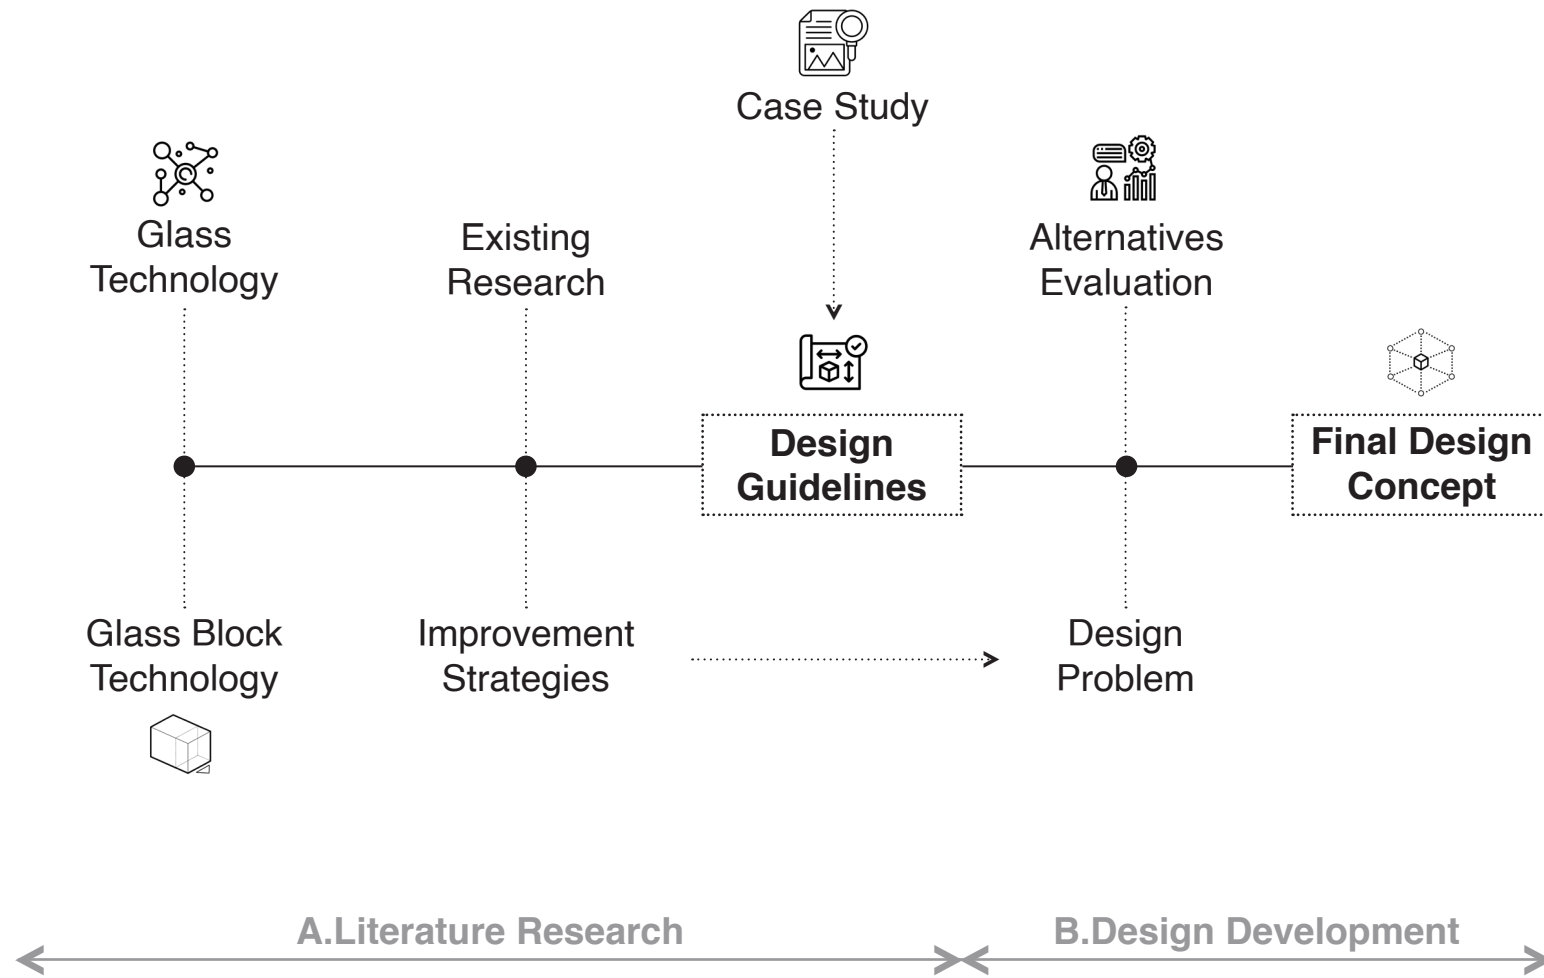 Case Study
Glass
Technology
Existing
Research
Alternatives
Evaluation
Design
Guidelines
Final Design
Concept
Glass Block
Technology
Improvement
Strategies
Design
Problem
A.Literature Research
B.Design Development